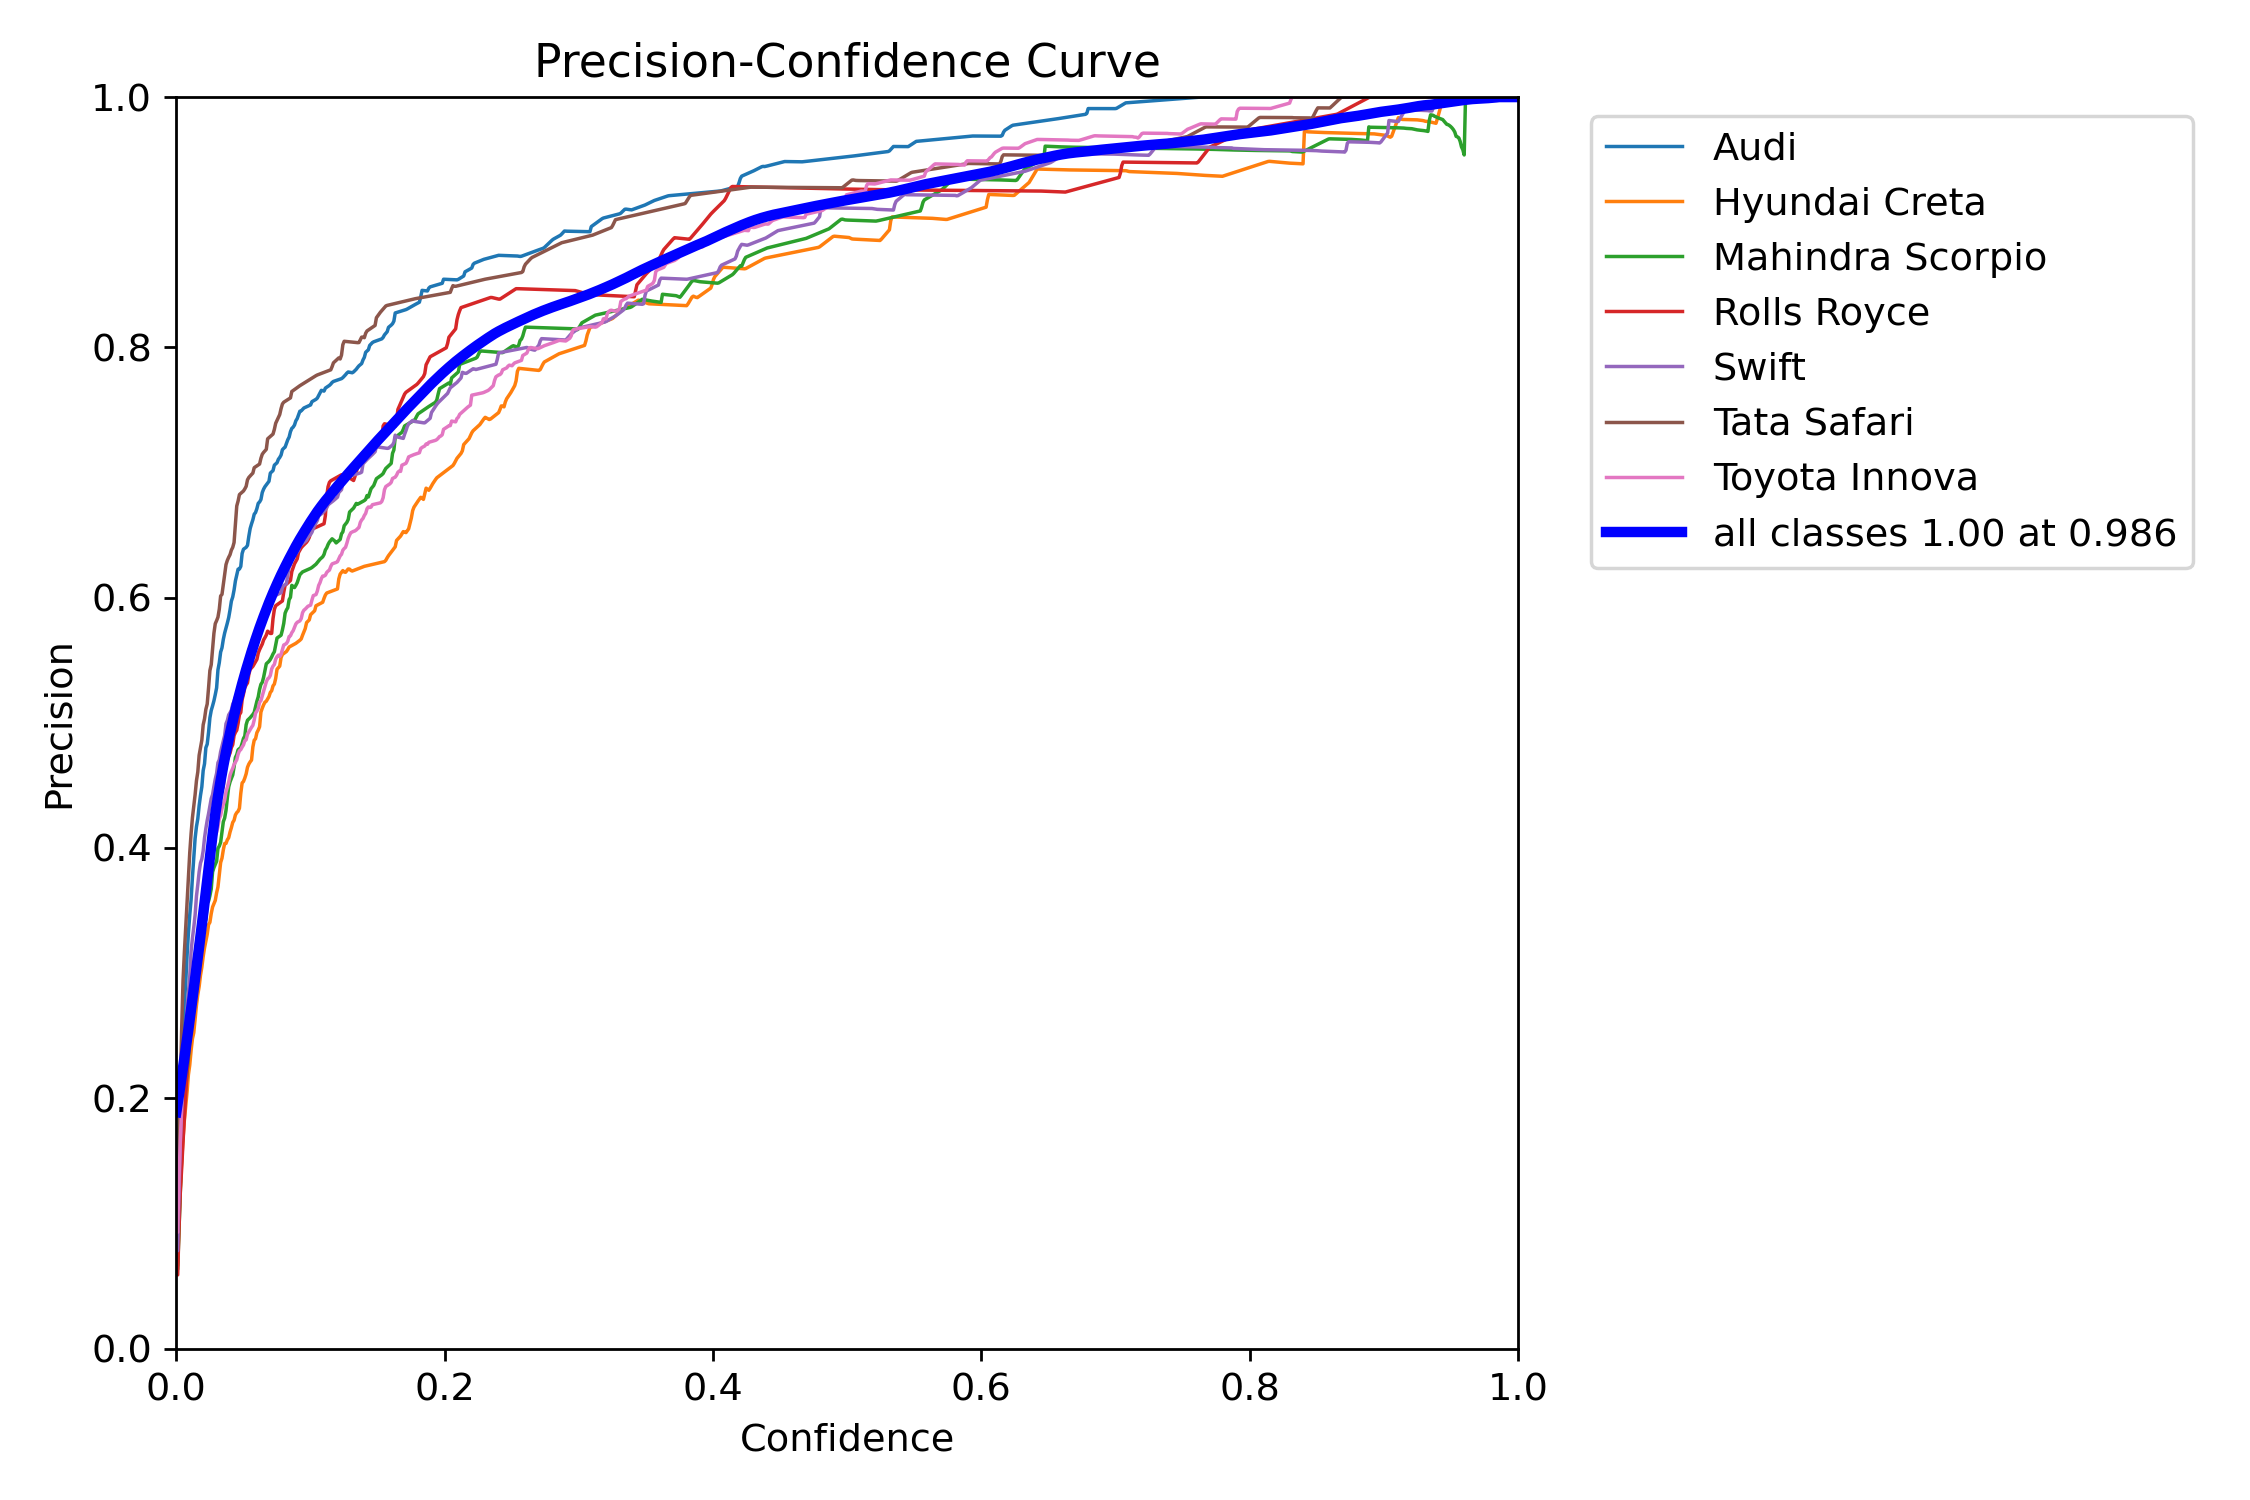 Precision-Confidence Curve
1.0
0.8
0.6
0.4
0.2
0.0
Precision
0.0 0.2 0.4 0.6 0.8 1.0
Confidence
Audi
Hyundai Creta
Mahindra Scorpio
Rolls Royce
Swift
Tata Safari
Toyota Innova
all classes 1.00 at 0.986